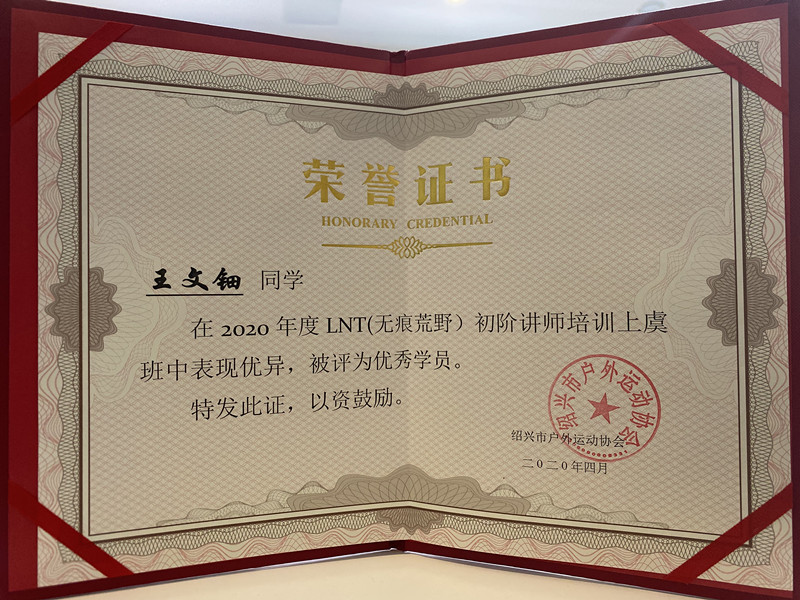 荣誉证书
HONORARY CREDENTIAL
王文钿 同学
在 2020 年度 LNT(无痕荒野）初阶讲师培训上虞
班中表现优异，被评为优秀学员。
特发此证，以资鼓励。
绍兴市户外运动协会
绍兴市户外运动协会
二〇二〇年四月